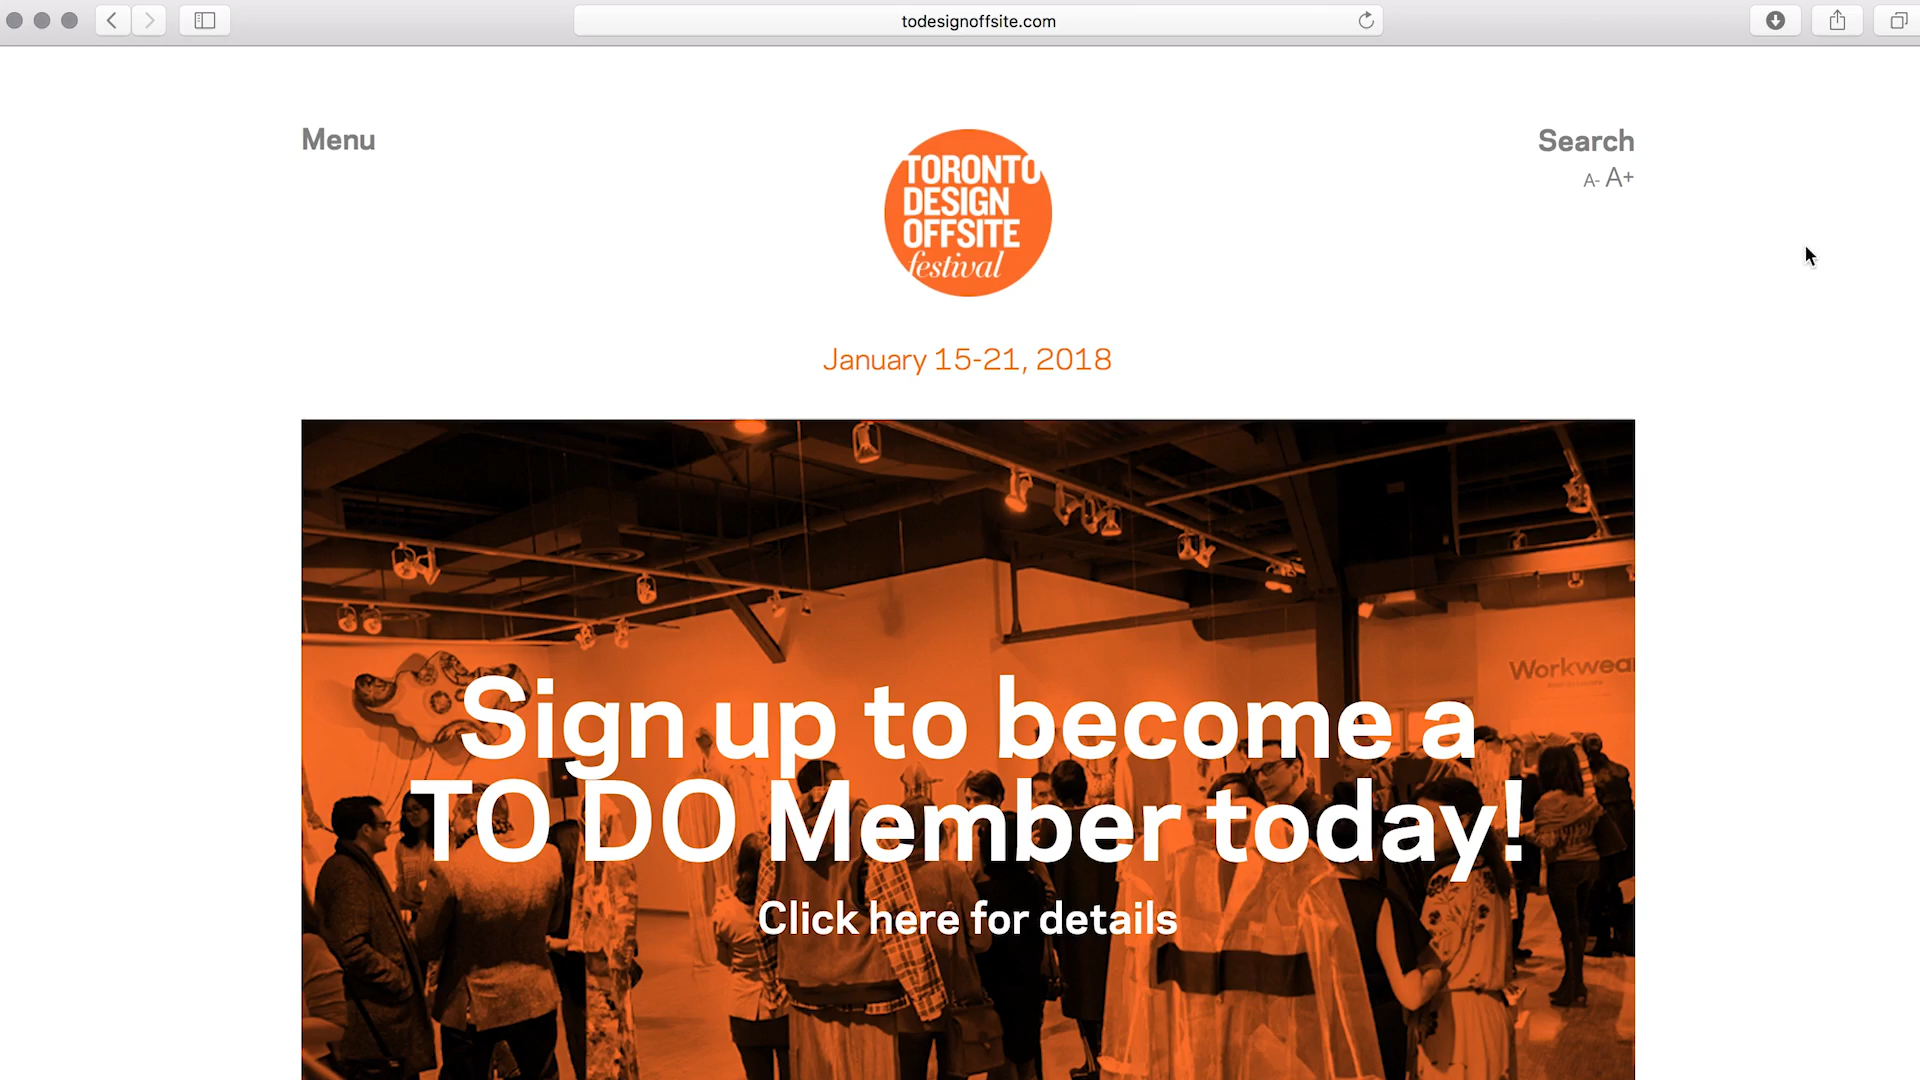 todesignoffsite.com
Menu
TORONTO
DESIGN
OFFSITE
festival
Search
A- A+
January 15-21, 2018
Workwear
Sign up to become a
TO DO Member today!
Click here for details